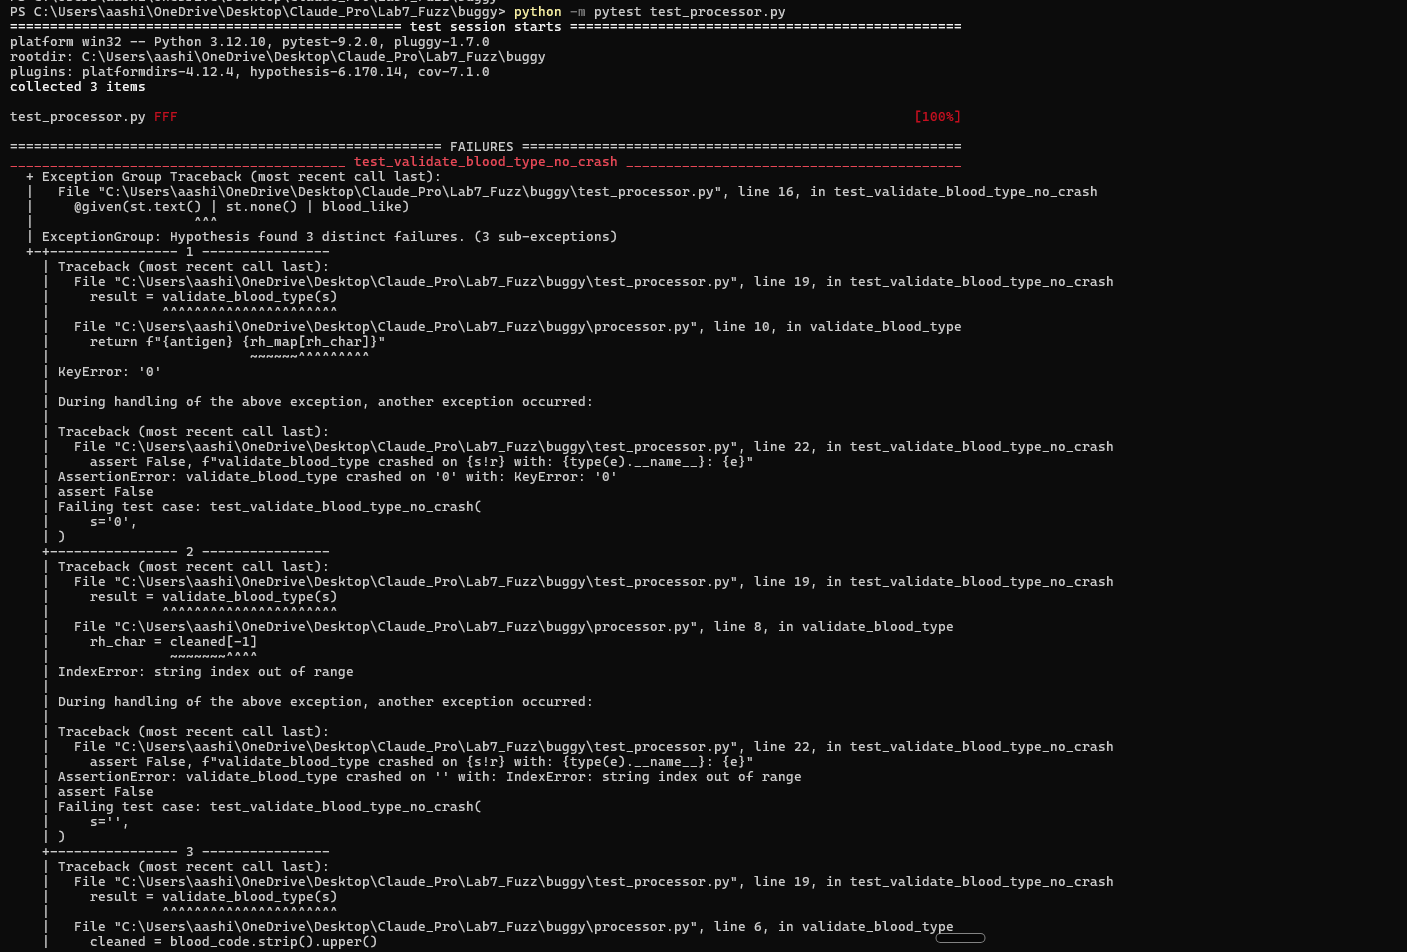 PS C:\Users\aashi\OneDrive\Desktop\Claude_Pro\Lab7_Fuzz\buggy> python -m pytest test_processor.py
================================================= test session starts =================================================
platform win32 -- Python 3.12.10, pytest-9.2.0, pluggy-1.7.0
rootdir: C:\Users\aashi\OneDrive\Desktop\Claude_Pro\Lab7_Fuzz\buggy
plugins: platformdirs-4.12.4, hypothesis-6.170.14, cov-7.1.0
collected 3 items
test_processor.py FFF [100%]
====================================================== FAILURES =======================================================
__________________________________________ test_validate_blood_type_no_crash __________________________________________
  + Exception Group Traceback (most recent call last):
  |   File "C:\Users\aashi\OneDrive\Desktop\Claude_Pro\Lab7_Fuzz\buggy\test_processor.py", line 16, in test_validate_blood_type_no_crash
  |     @given(st.text() | st.none() | blood_like)
  |                    ^^^
  | ExceptionGroup: Hypothesis found 3 distinct failures. (3 sub-exceptions)
  +-+---------------- 1 ----------------
    | Traceback (most recent call last):
    |   File "C:\Users\aashi\OneDrive\Desktop\Claude_Pro\Lab7_Fuzz\buggy\test_processor.py", line 19, in test_validate_blood_type_no_crash
    |     result = validate_blood_type(s)
    |              ^^^^^^^^^^^^^^^^^^^^^^
    |   File "C:\Users\aashi\OneDrive\Desktop\Claude_Pro\Lab7_Fuzz\buggy\processor.py", line 10, in validate_blood_type
    |     return f"{antigen} {rh_map[rh_char]}"
    |                         ~~~~~~^^^^^^^^^
    | KeyError: '0'
    |
    | During handling of the above exception, another exception occurred:
    |
    | Traceback (most recent call last):
    |   File "C:\Users\aashi\OneDrive\Desktop\Claude_Pro\Lab7_Fuzz\buggy\test_processor.py", line 22, in test_validate_blood_type_no_crash
    |     assert False, f"validate_blood_type crashed on {s!r} with: {type(e).__name__}: {e}"
    | AssertionError: validate_blood_type crashed on '0' with: KeyError: '0'
    | assert False
    | Failing test case: test_validate_blood_type_no_crash(
    |     s='0',
    | )
    +---------------- 2 ----------------
    | Traceback (most recent call last):
    |   File "C:\Users\aashi\OneDrive\Desktop\Claude_Pro\Lab7_Fuzz\buggy\test_processor.py", line 19, in test_validate_blood_type_no_crash
    |     result = validate_blood_type(s)
    |              ^^^^^^^^^^^^^^^^^^^^^^
    |   File "C:\Users\aashi\OneDrive\Desktop\Claude_Pro\Lab7_Fuzz\buggy\processor.py", line 8, in validate_blood_type
    |     rh_char = cleaned[-1]
    |               ~~~~~~~^^^^
    | IndexError: string index out of range
    |
    | During handling of the above exception, another exception occurred:
    |
    | Traceback (most recent call last):
    |   File "C:\Users\aashi\OneDrive\Desktop\Claude_Pro\Lab7_Fuzz\buggy\test_processor.py", line 22, in test_validate_blood_type_no_crash
    |     assert False, f"validate_blood_type crashed on {s!r} with: {type(e).__name__}: {e}"
    | AssertionError: validate_blood_type crashed on '' with: IndexError: string index out of range
    | assert False
    | Failing test case: test_validate_blood_type_no_crash(
    |     s='',
    | )
    +---------------- 3 ----------------
    | Traceback (most recent call last):
    |   File "C:\Users\aashi\OneDrive\Desktop\Claude_Pro\Lab7_Fuzz\buggy\test_processor.py", line 19, in test_validate_blood_type_no_crash
    |     result = validate_blood_type(s)
    |              ^^^^^^^^^^^^^^^^^^^^^^
    |   File "C:\Users\aashi\OneDrive\Desktop\Claude_Pro\Lab7_Fuzz\buggy\processor.py", line 6, in validate_blood_type
    |     cleaned = blood_code.strip().upper()